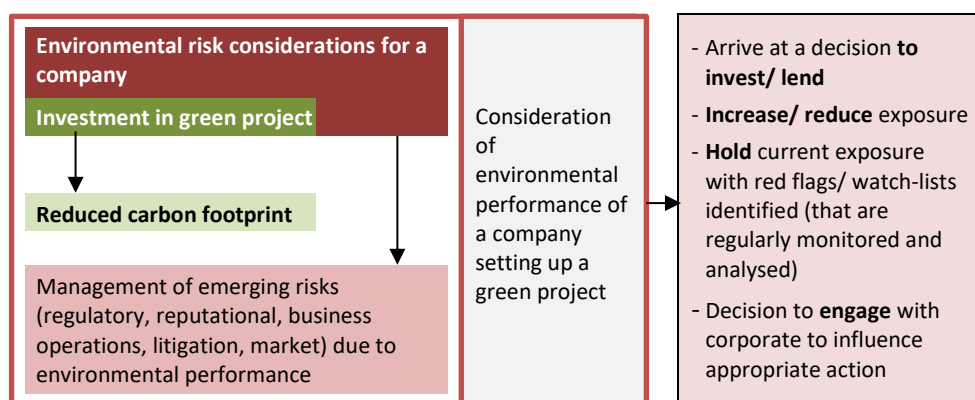 Environmental risk considerations for a
company
Investment in green project
Reduced carbon footprint
Management of emerging risks
(regulatory, reputational, business
operations, litigation, market) due to
environmental performance
Consideration
of
environmental
performance of
a company
setting up a
green project
- Arrive at a decision to
invest/ lend
- Increase/ reduce exposure
- Hold current exposure
with red flags/ watch-lists
identified (that are
regularly monitored and
analysed)
- Decision to engage with
corporate to influence
appropriate action